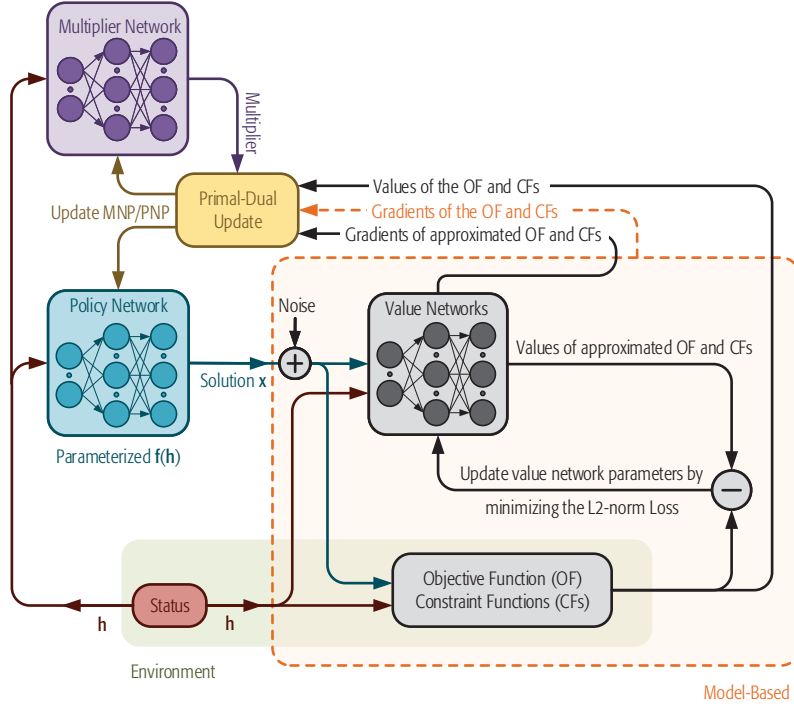 Multiplier Network
Multiplier
Values of the OF and CFs
Primal-Dual
Update
Update MNP/PNP
Gradients of the OF and CFs
Gradients of approximated OF and CFs
Policy Network
Noise
Value Networks
+
Solution x
Values of approximated OF and CFs
Parameterized f(h)
Update value network parameters by
minimizing the L2-norm Loss
−
Objective Function (OF)
Constraint Functions (CFs)
Status
h
h
Environment
Model-Based